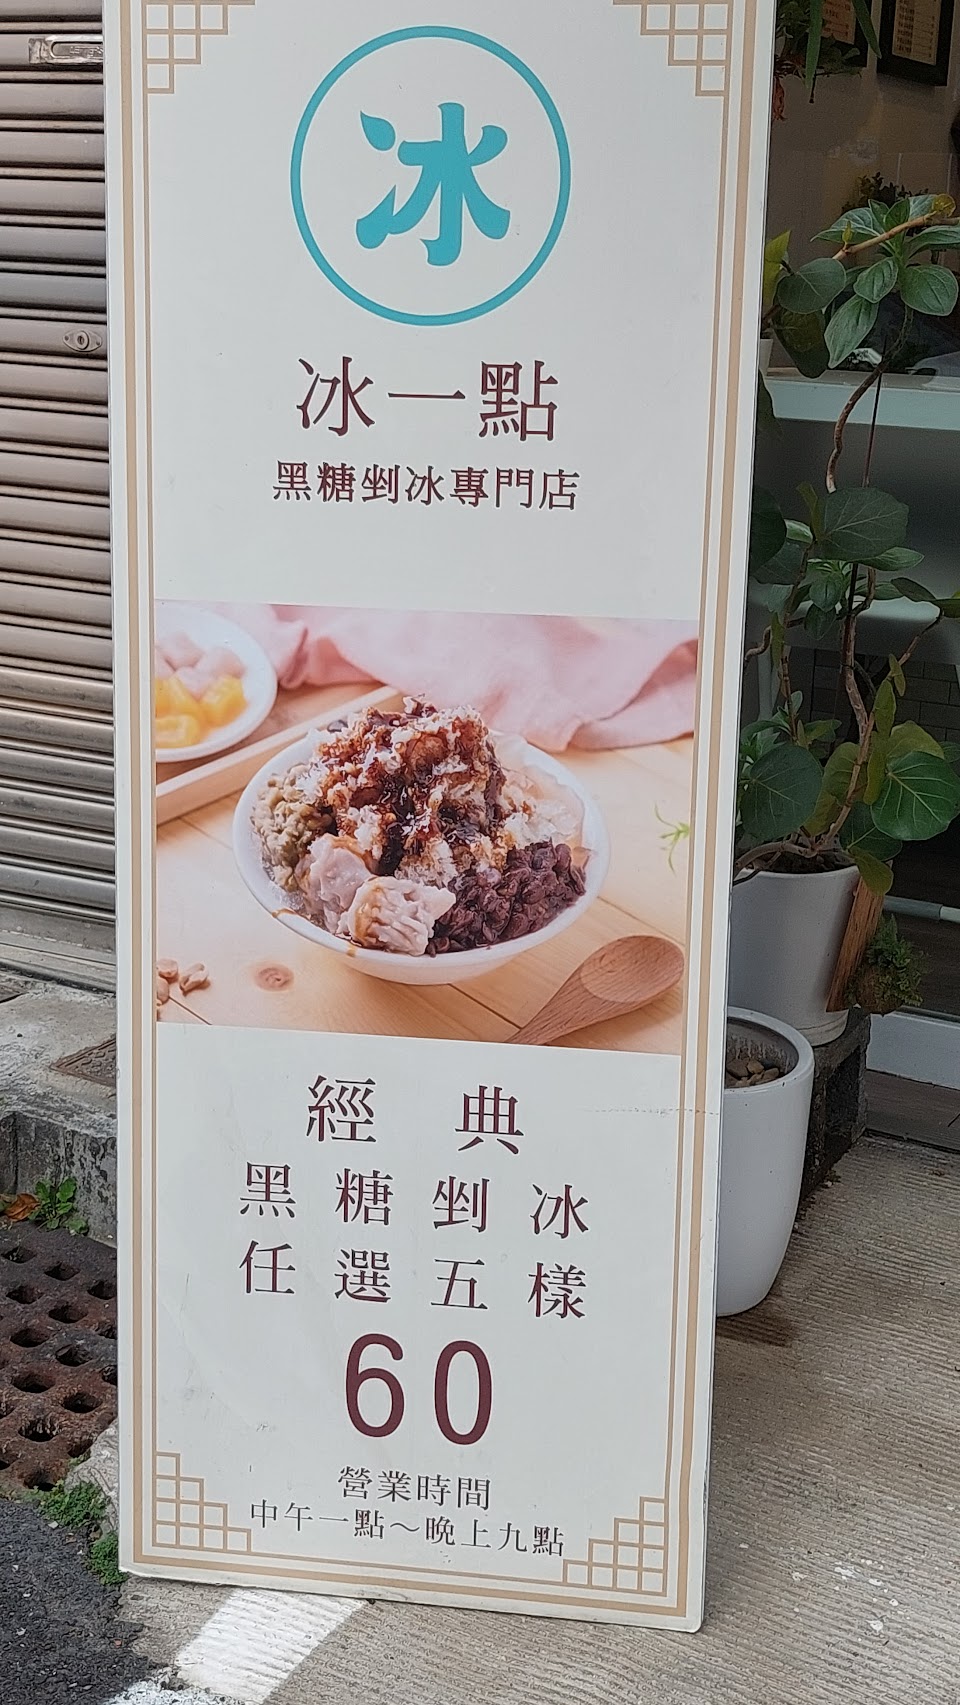 冰
冰一點
黑糖剉冰專門店
經典
黑糖剉冰
任選五樣
60
營業時間
中午一點～晚上九點